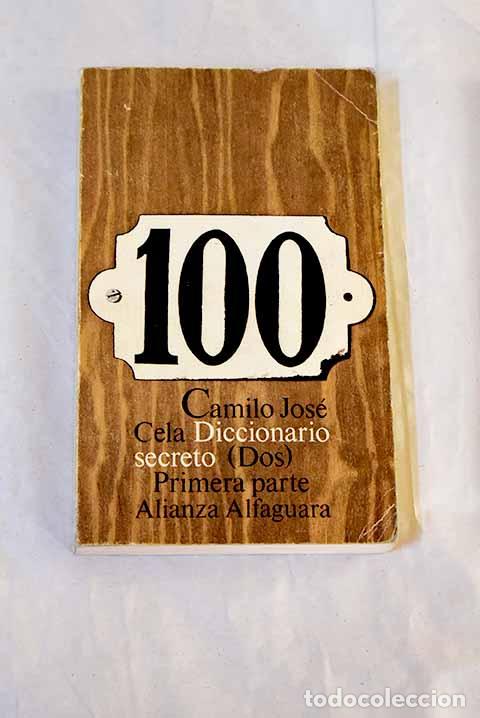 100
Camilo José
Cela Diccionario
secreto (Dos)
Primera parte
Alianza Alfaguara
todocoleccion